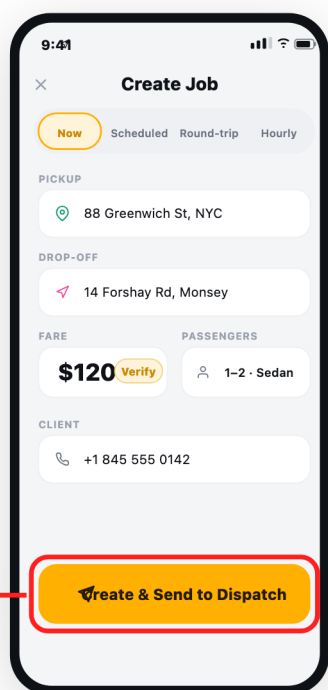 9:41
Create Job
Now Scheduled Round-trip Hourly
PICKUP
88 Greenwich St, NYC
DROP-OFF
14 Forshay Rd, Monsey
FARE PASSENGERS
$120 Verify 1–2 · Sedan
CLIENT
+1 845 555 0142
Create & Send to Dispatch